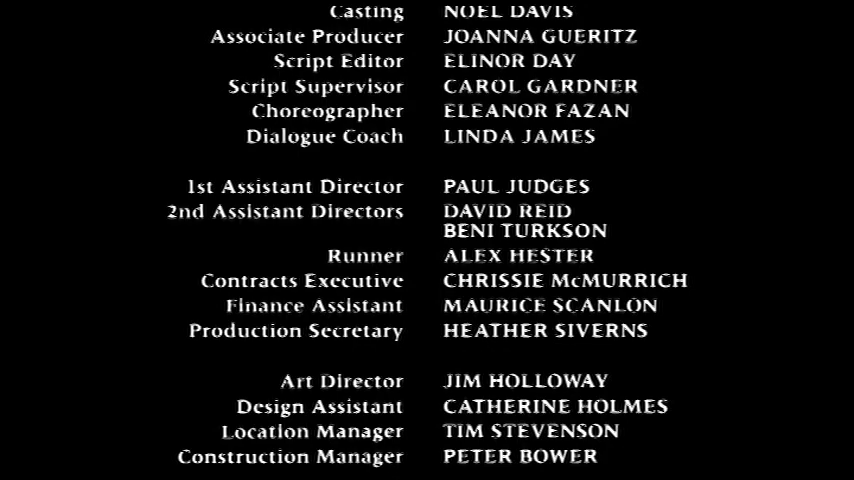 Casting NOEL DAVIS
Associate Producer JOANNA GUERITZ
Script Editor ELINOR DAY
Script Supervisor CAROL GARDNER
Choreographer ELEANOR FAZAN
Dialogue Coach LINDA JAMES
1st Assistant Director PAUL JUDGES
2nd Assistant Directors DAVID REID
BENI TURKSON
Runner ALEX HESTER
Contracts Executive CHRISSIE McMURRICH
Finance Assistant MAURICE SCANLON
Production Secretary HEATHER SIVERNS
Art Director JIM HOLLOWAY
Design Assistant CATHERINE HOLMES
Location Manager TIM STEVENSON
Construction Manager PETER BOWER